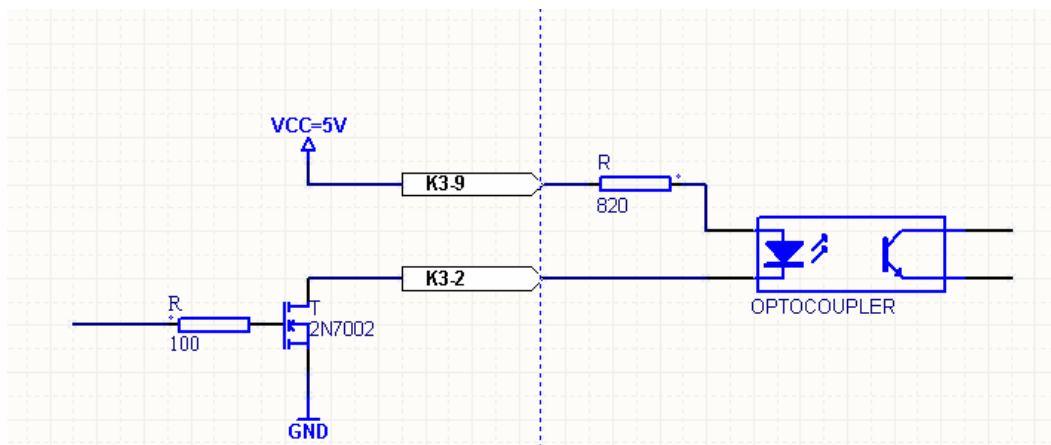 VCC=5V
K3-9
R
820
K3-2
OPTOCOUPLER
R
100
T
2N7002
GND